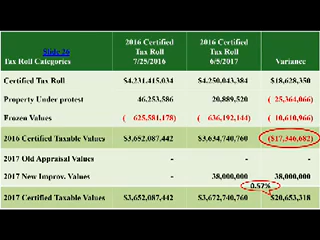 2016 Certified 2016 Certified
Slide 26 Tax Roll Tax Roll
Tax Roll Categories 7/25/2016 6/5/2017 Variance
Certified Tax Roll $4,231,415,034 $4,250,043,384 $18,628,350
Property Under protest 46,253,586 20,889,520 ( 25,364,066)
Frozen Values ( 625,581,178) ( 636,192,144) ( 10,610,966)
2016 Certified Taxable Values $3,652,087,442 $3,634,740,760 ($17,346,682)
2017 Old Appraisal Values - - -
2017 New Improv. Values - 38,000,000 38,000,000
0.57%
2017 Certified Taxable Values $3,652,087,442 $3,672,740,760 $20,653,318